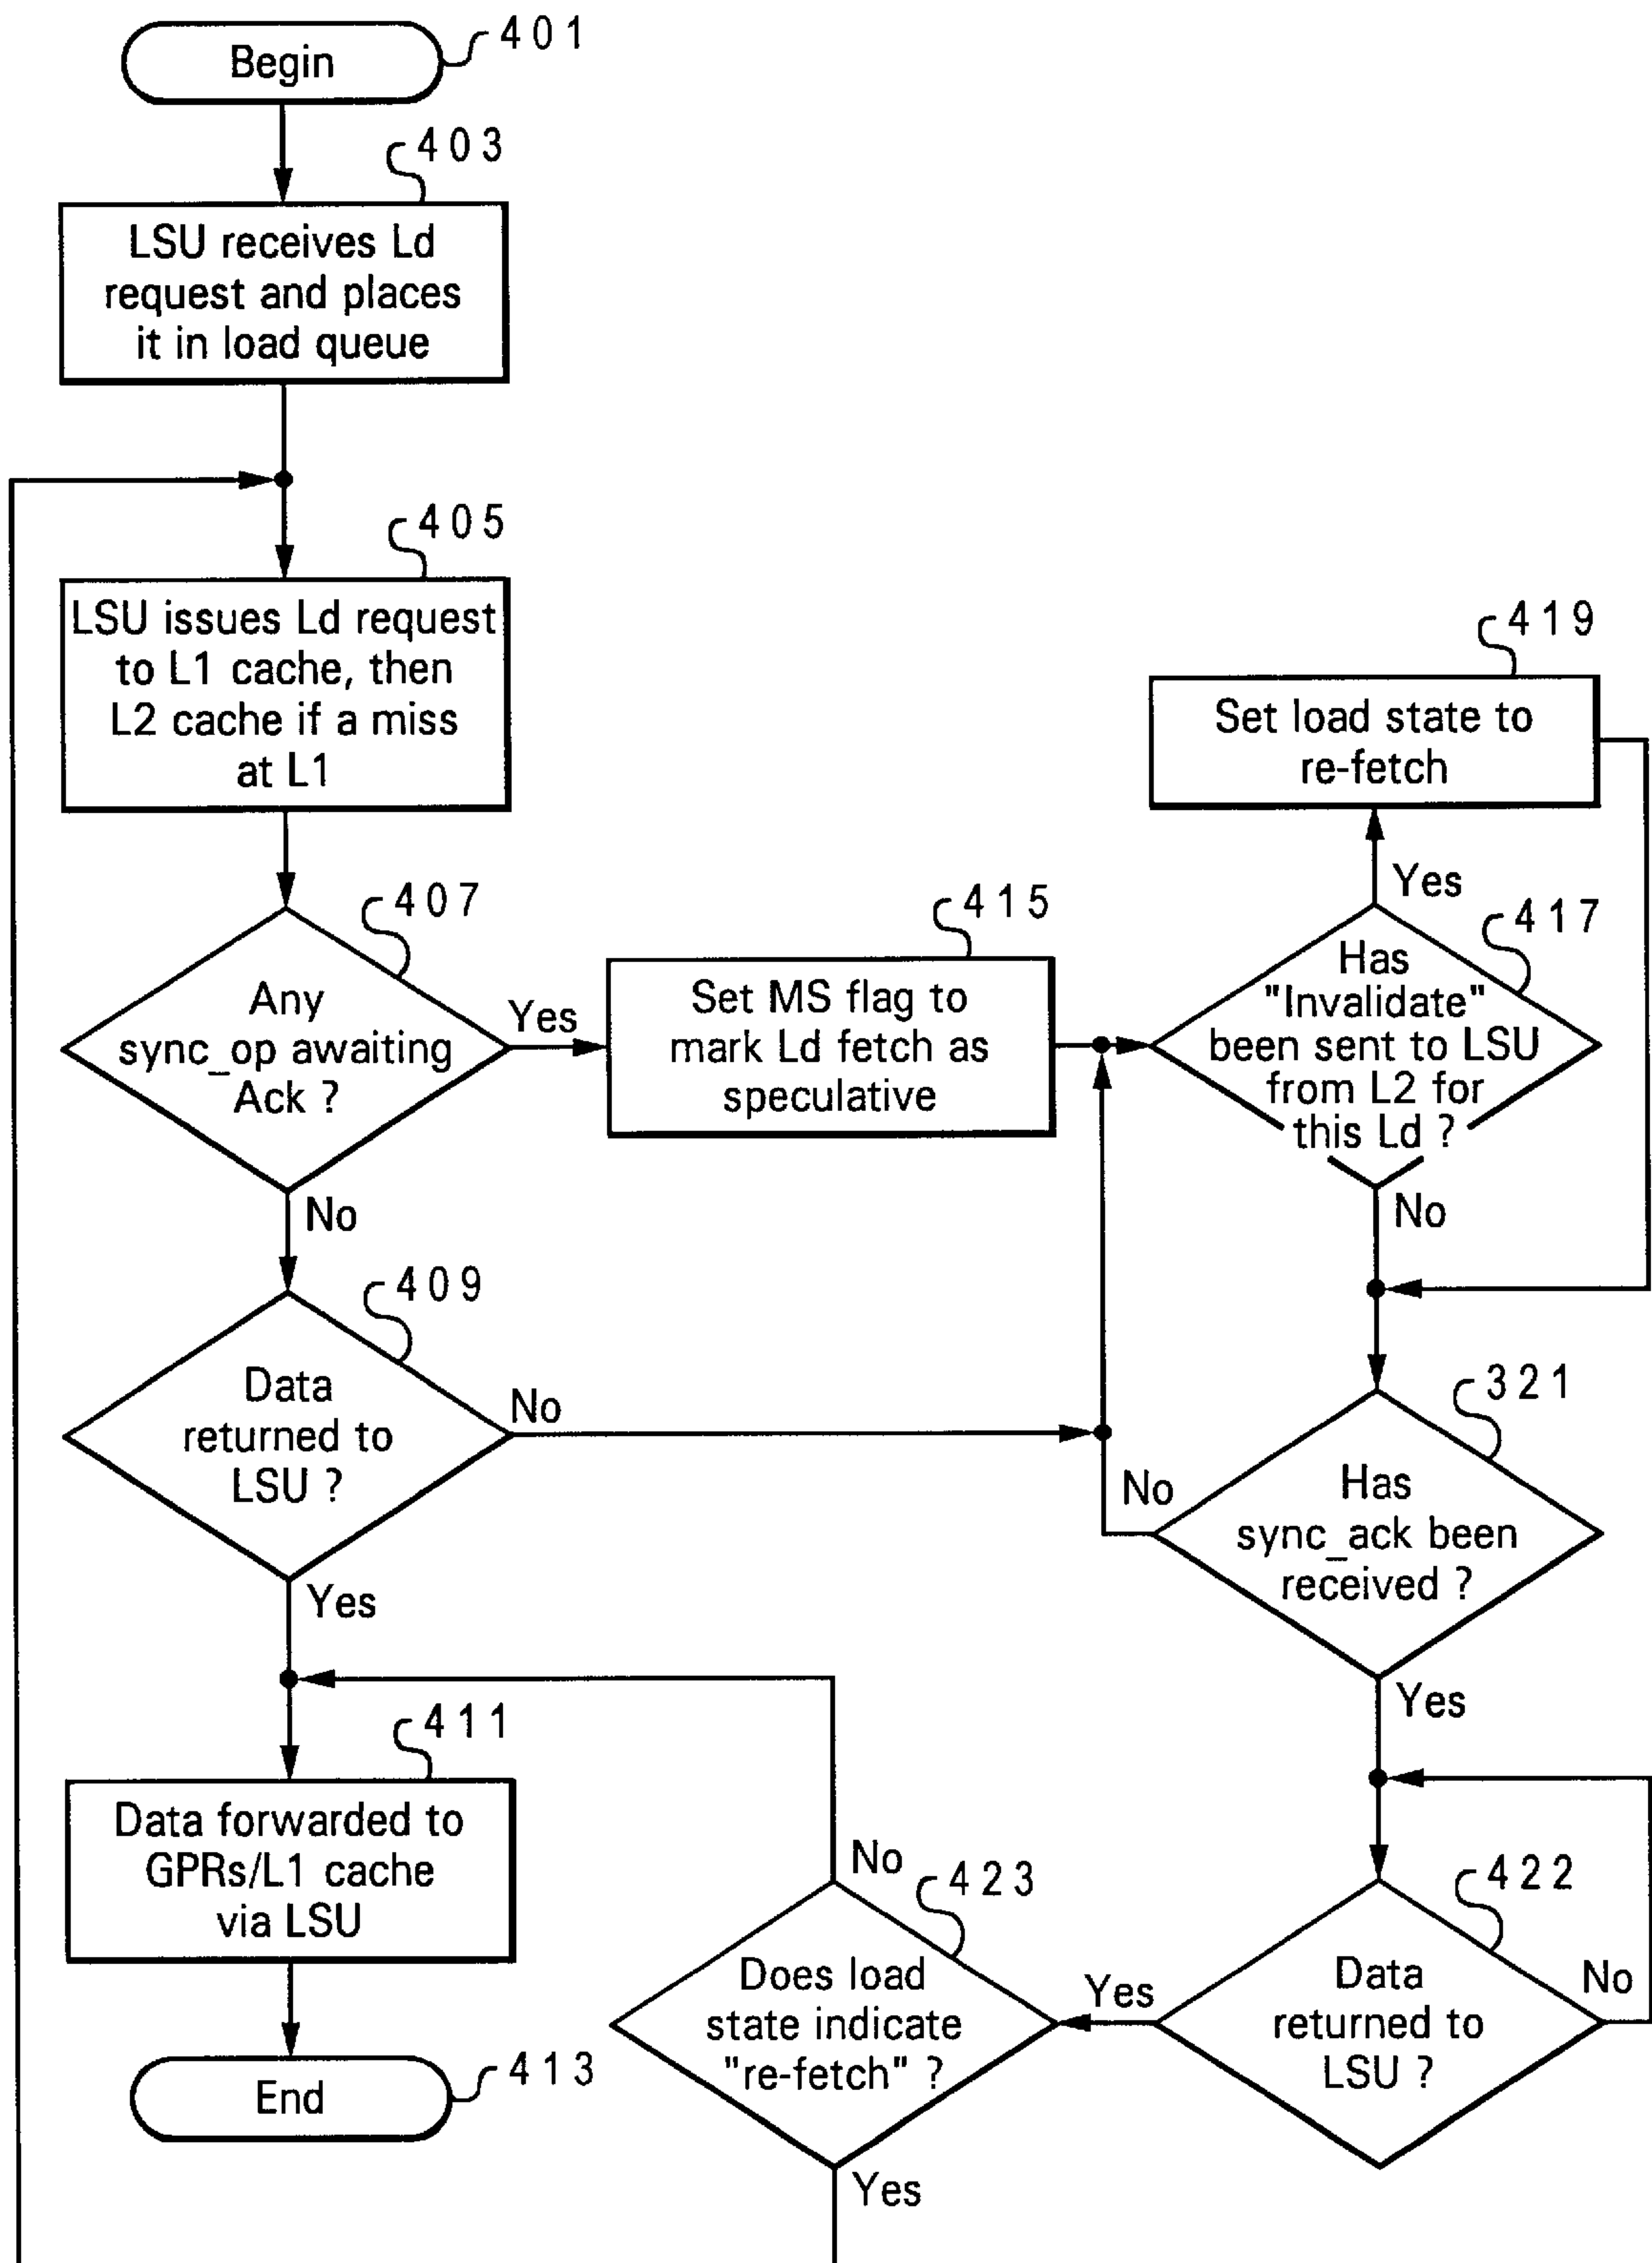 Begin
401
403
LSU receives Ld
request and places
it in load queue
405
LSU issues Ld request
to L1 cache, then
L2 cache if a miss
at L1
407
Any
sync_op awaiting
Ack ?
Yes
No
415
Set MS flag to
mark Ld fetch as
speculative
419
Set load state to
re-fetch
Yes
417
Has
"Invalidate"
been sent to LSU
from L2 for
this Ld ?
No
409
Data
returned to
LSU ?
No
Yes
321
Has
sync_ack been
received ?
No
Yes
411
Data forwarded to
GPRs/L1 cache
via LSU
End
413
422
Data
returned to
LSU ?
No
Yes
423
Does load
state indicate
"re-fetch" ?
No
Yes